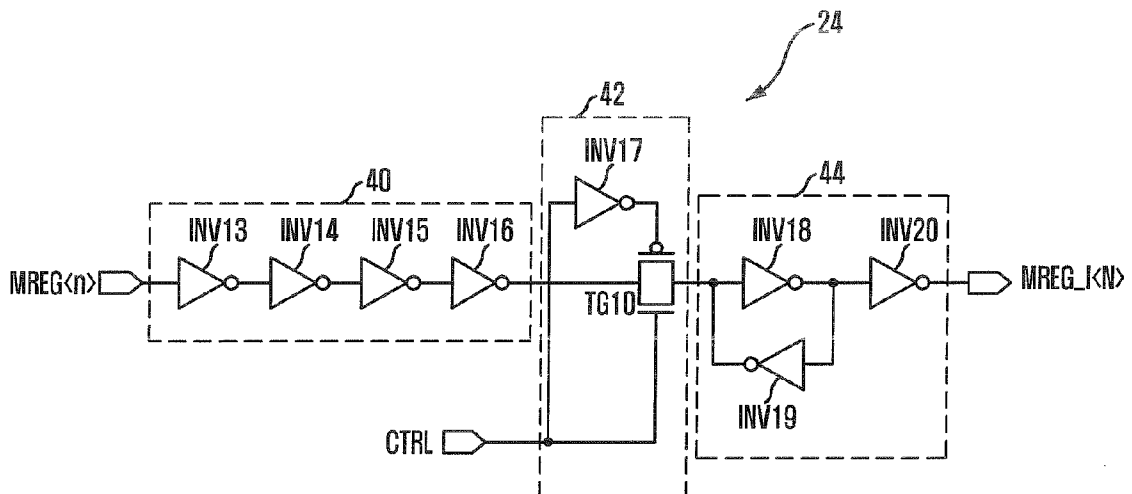 24
42
INV17
40
44
INV13
INV14
INV15
INV16
INV18
INV20
MREG<n>
TG10
MREG_I<N>
INV19
CTRL